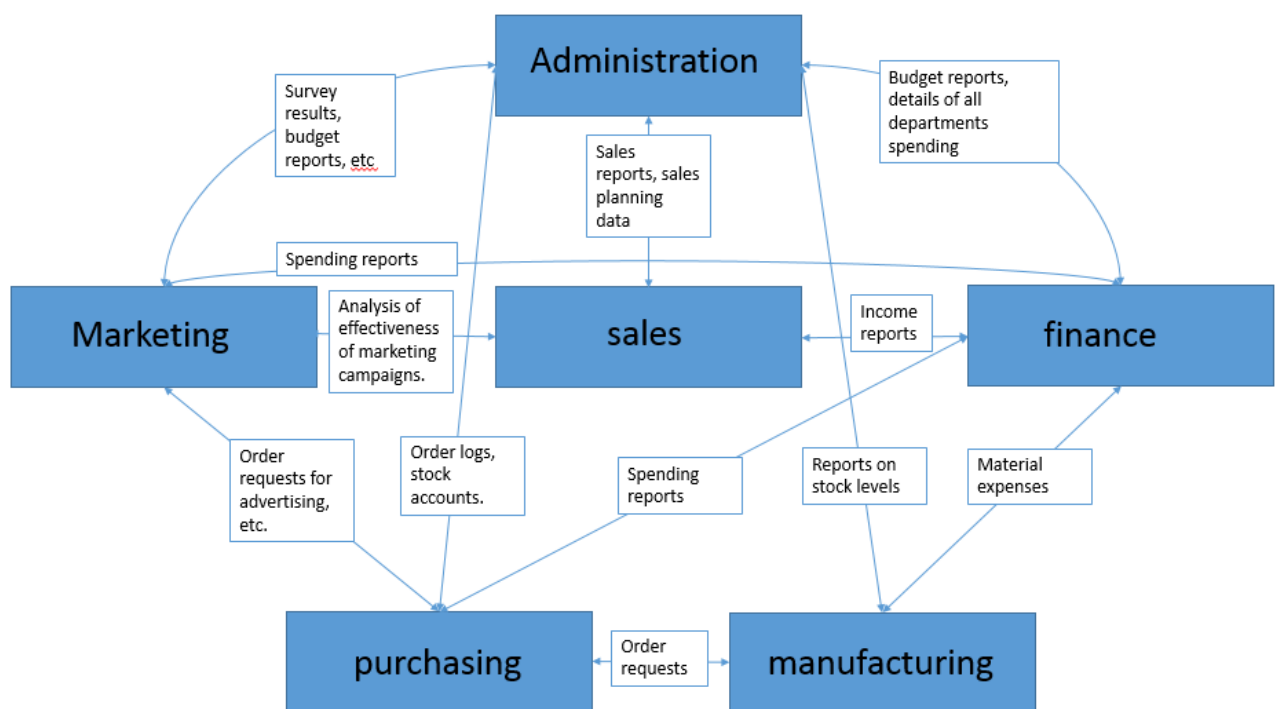 Administration
Survey
results,
budget
reports, etc
Budget reports,
details of all
departments
spending
Sales
reports, sales
planning
data
Spending reports
Marketing
Analysis of
effectiveness
of marketing
campaigns.
sales
Income
reports
finance
Order
requests for
advertising,
etc.
Order logs,
stock
accounts.
Spending
reports
Reports on
stock levels
Material
expenses
purchasing
Order
requests
manufacturing